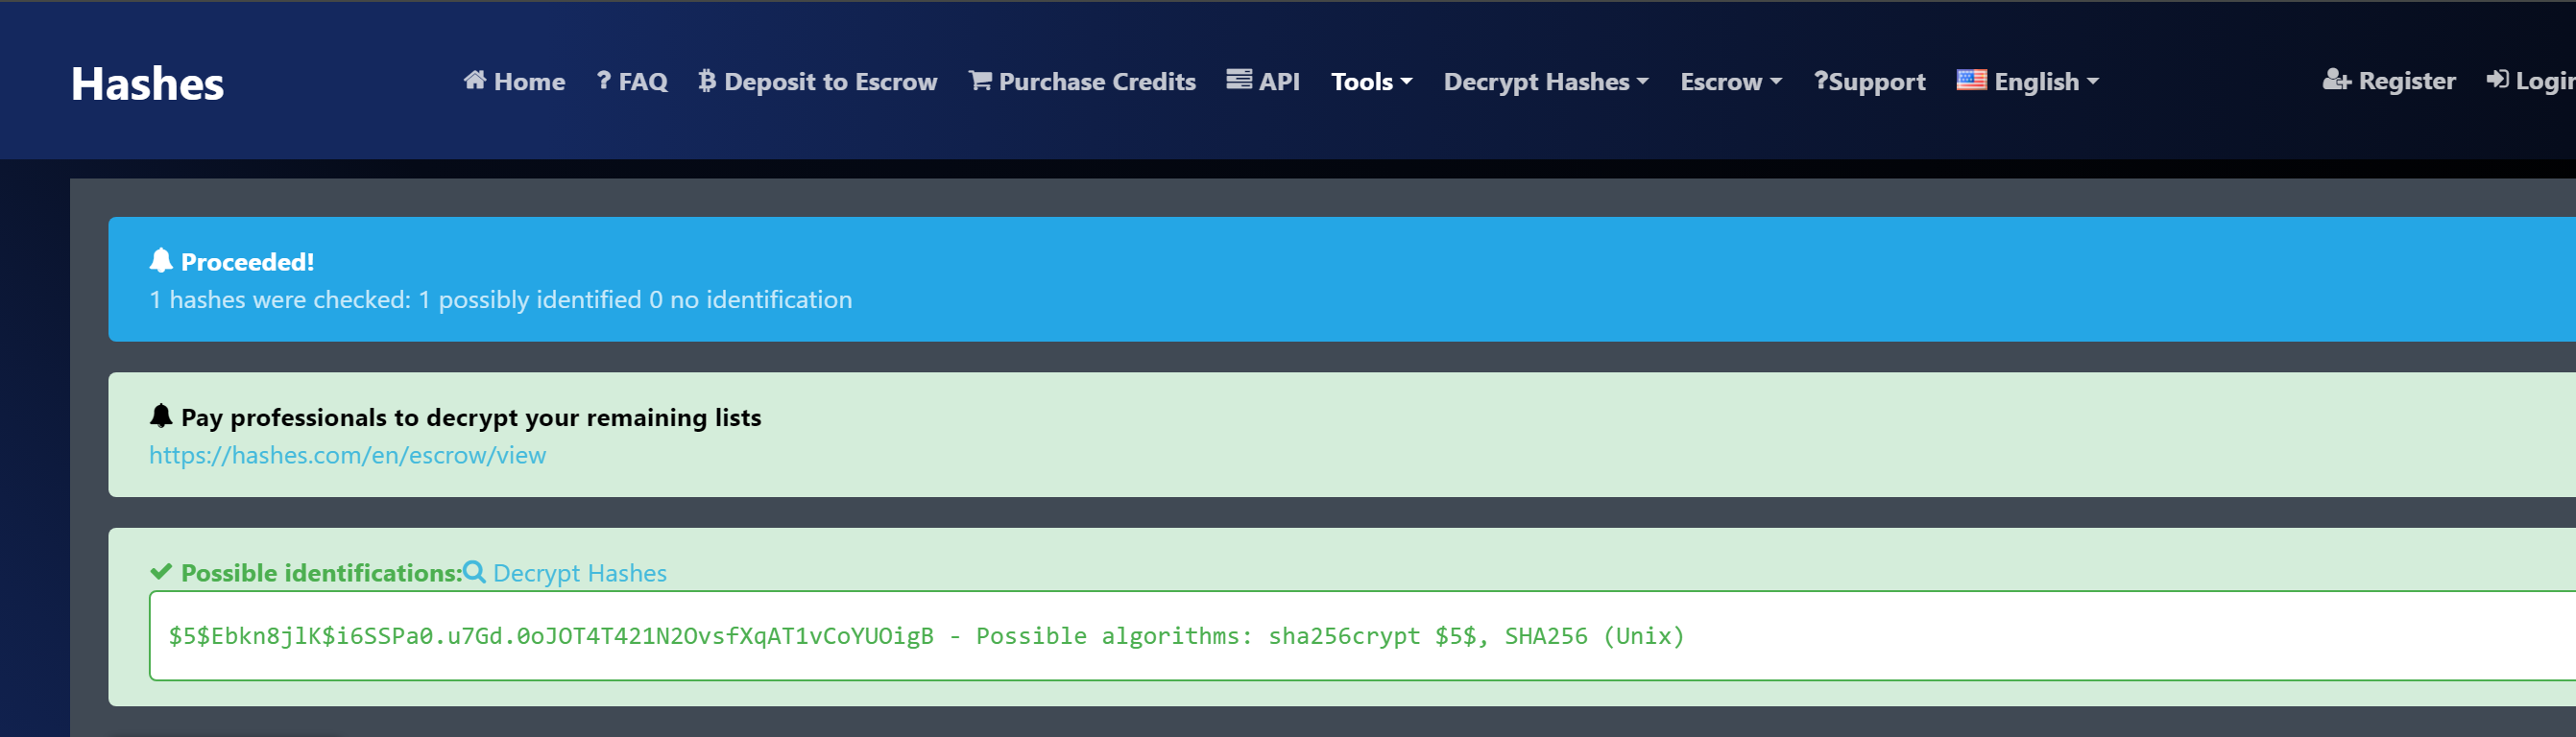 Hashes
Home FAQ Deposit to Escrow Purchase Credits API Tools Decrypt Hashes Escrow ?Support English Register Login
Proceeded!
1 hashes were checked: 1 possibly identified 0 no identification
Pay professionals to decrypt your remaining lists
https://hashes.com/en/escrow/view
Possible identifications: Decrypt Hashes
$5$Ebkn8jlK$i6SSPa0.u7Gd.0oJOT4T421N2OvsfXqAT1vCoYUOigB - Possible algorithms: sha256crypt $5$, SHA256 (Unix)